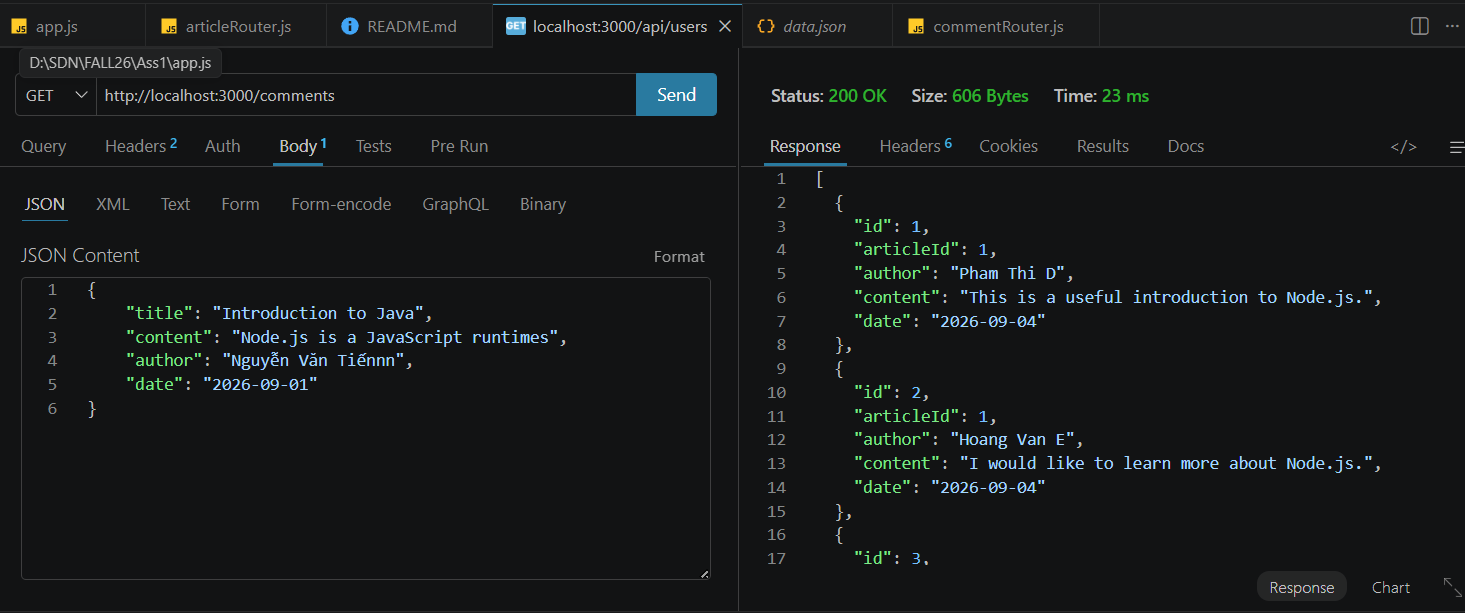 JS app.js JS articleRouter.js README.md GET localhost:3000/api/users {} data.json JS commentRouter.js ...
D:\SDN\FALL26\Ass1\app.js
GET http://localhost:3000/comments Send
Query Headers 2 Auth Body 1 Tests Pre Run
JSON XML Text Form Form-encode GraphQL Binary
JSON Content Format
1 {
2 "title": "Introduction to Java",
3 "content": "Node.js is a JavaScript runtimes",
4 "author": "Nguyễn Văn Tiếnnn",
5 "date": "2026-09-01"
6 }
Status: 200 OK Size: 606 Bytes Time: 23 ms
Response Headers 6 Cookies Results Docs </>
1 [
2 {
3 "id": 1,
4 "articleId": 1,
5 "author": "Pham Thi D",
6 "content": "This is a useful introduction to Node.js.",
7 "date": "2026-09-04"
8 },
9 {
10 "id": 2,
11 "articleId": 1,
12 "author": "Hoang Van E",
13 "content": "I would like to learn more about Node.js.",
14 "date": "2026-09-04"
15 },
16 {
17 "id": 3,
Response Chart